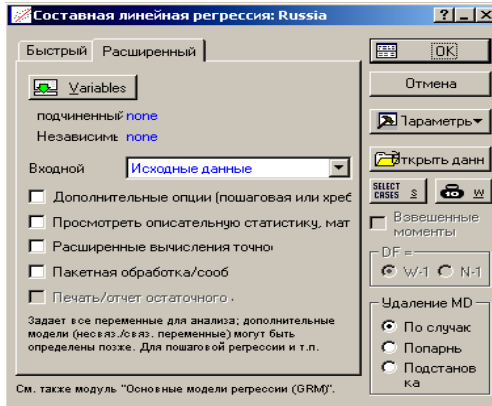 Составная линейная регрессия: Russia
Быстрый Расширенный
Variables
подчиненный none
Независимь none
Входной Исходные данные
Дополнительные опции (пошаговая или хреб
Просмотреть описательную статистику, мат
Расширенные вычисления точно
Пакетная обработка/сооб
Печать/отчет остаточного .
Задает все переменные для анализа; дополнительные
модели (несвяз./связ. переменные) могут быть
определены позже. Для пошаговой регрессии и т.п.
См. также модуль "Основные модели регрессии (GRM)".
OK
Отмена
Параметры
Открыть данн
SELECT CASES S W
Взвешенные
моменты
DF =
W-1 N-1
Удаление MD
По случак
Попарнь
Подстанов
ка